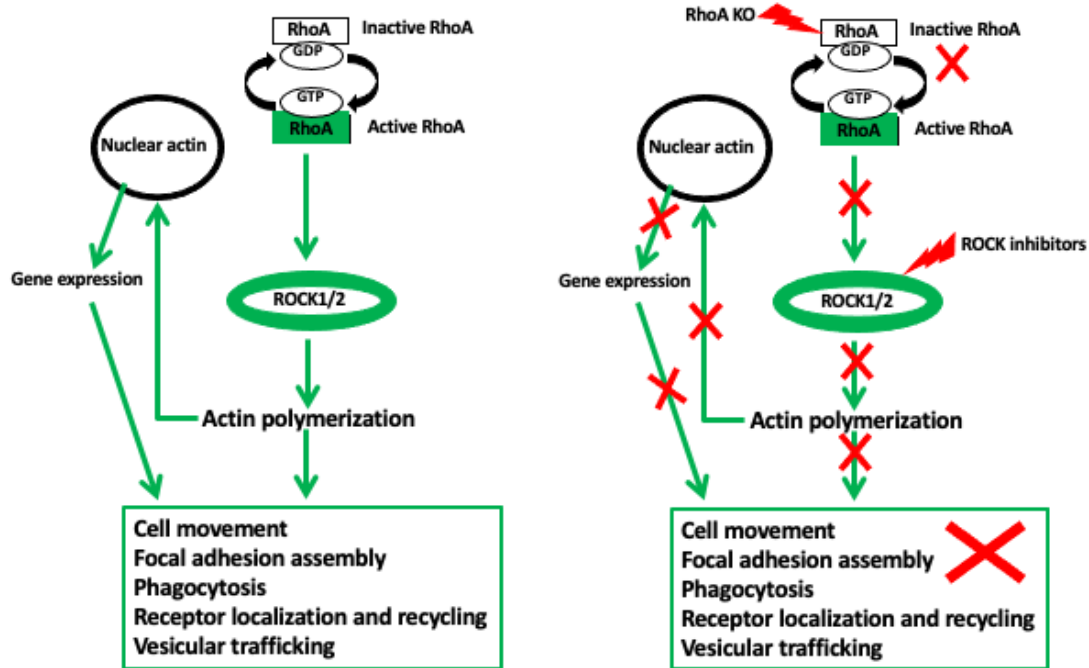 RhoA
Inactive RhoA
GDP
GTP
RhoA
Active RhoA
Nuclear actin
Gene expression
ROCK1/2
Actin polymerization
Cell movement
Focal adhesion assembly
Phagocytosis
Receptor localization and recycling
Vesicular trafficking
RhoA KO
RhoA
Inactive RhoA
GDP
GTP
RhoA
Active RhoA
Nuclear actin
ROCK inhibitors
Gene expression
ROCK1/2
Actin polymerization
Cell movement
Focal adhesion assembly
Phagocytosis
Receptor localization and recycling
Vesicular trafficking